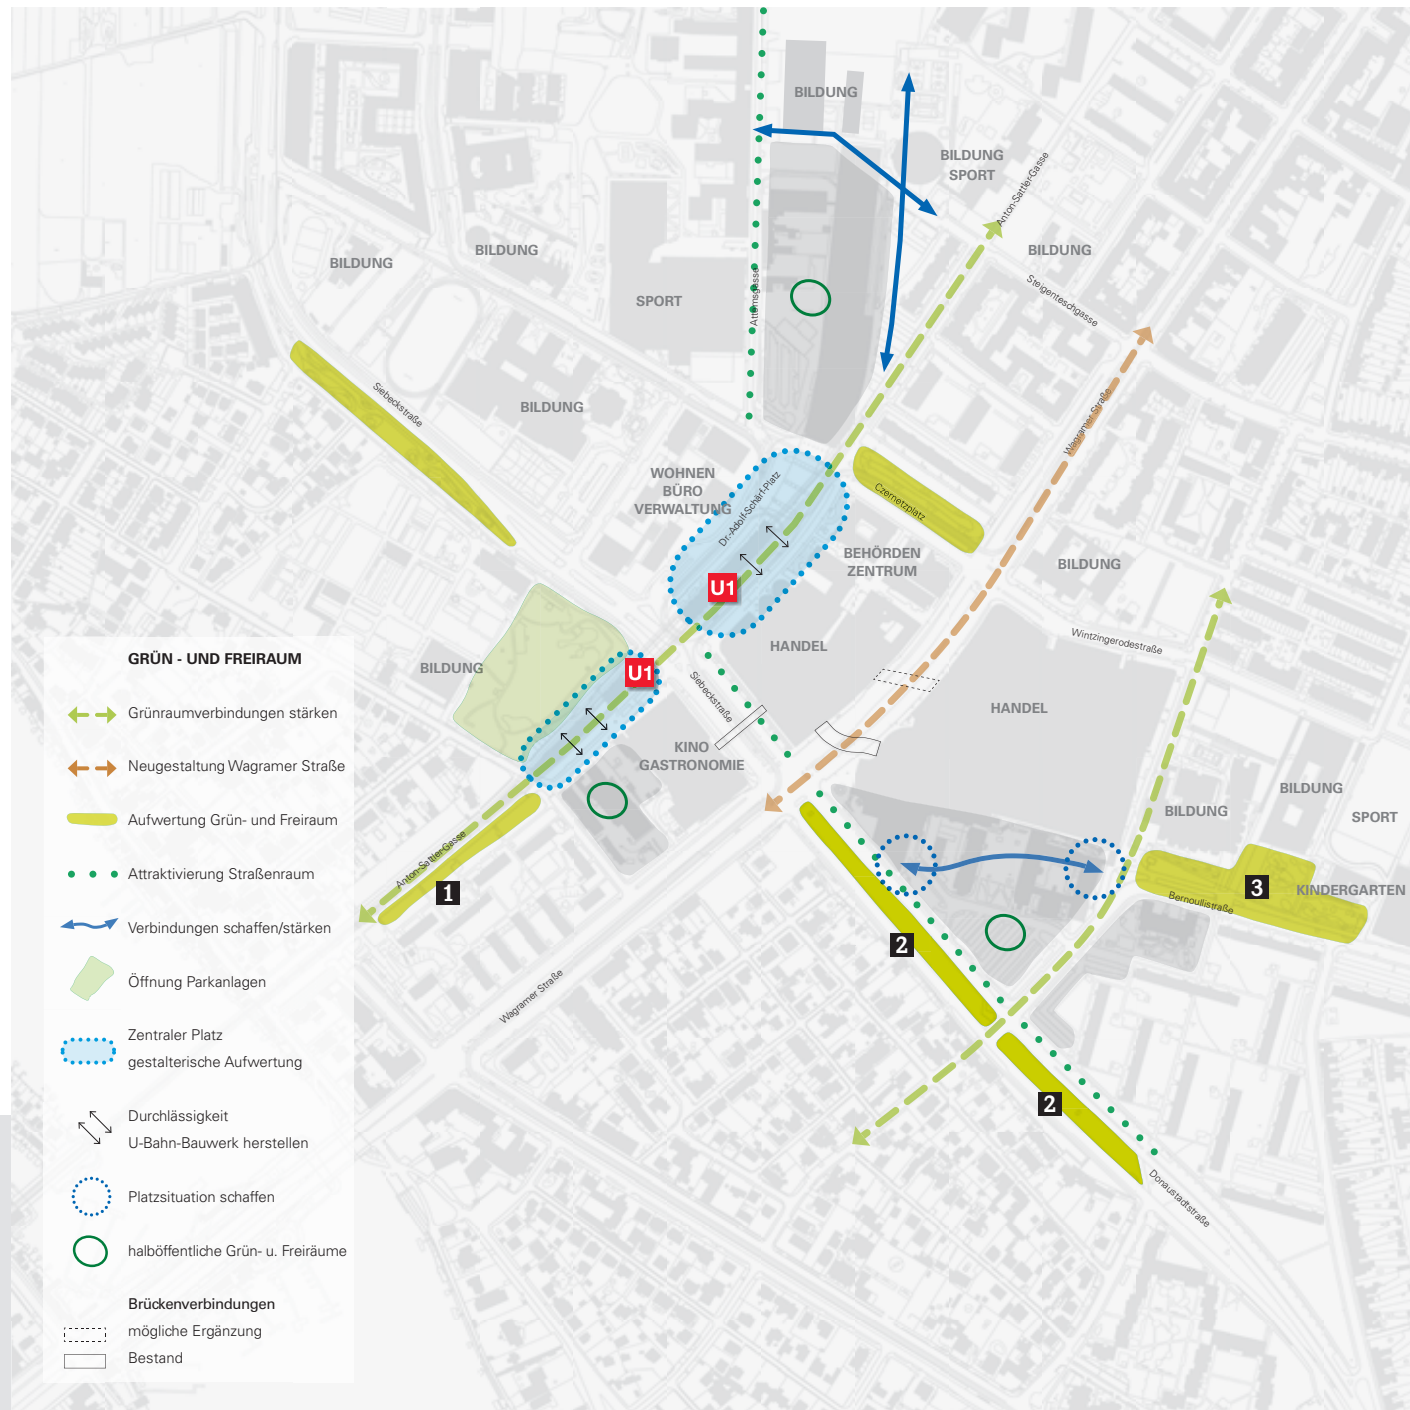 BILDUNG
BILDUNG
SPORT
Anton-Sattler-Gasse
BILDUNG
BILDUNG
BILDUNG
Steigenteschgasse
SPORT
Attemsgasse
Siebeckstraße
BILDUNG
Wagramer Straße
WOHNEN
BÜRO
VERWALTUNG
Dr.-Adolf-Schärf-Platz
Czernetzplatz
BEHÖRDEN
ZENTRUM
BILDUNG
U1
Wintzingerodestraße
HANDEL
BILDUNG
U1
Siebeckstraße
HANDEL
KINO
GASTRONOMIE
BILDUNG
BILDUNG
SPORT
Anton-Sattler-Gasse
1
3
KINDERGARTEN
Bernoullistraße
2
Wagramer Straße
2
Donaustadtstraße
GRÜN - UND FREIRAUM
Grünraumverbindungen stärken
Neugestaltung Wagramer Straße
Aufwertung Grün- und Freiraum
Attraktivierung Straßenraum
Verbindungen schaffen/stärken
Öffnung Parkanlagen
Zentraler Platz
gestalterische Aufwertung
Durchlässigkeit
U-Bahn-Bauwerk herstellen
Platzsituation schaffen
halböffentliche Grün- u. Freiräume
Brückenverbindungen
mögliche Ergänzung
Bestand